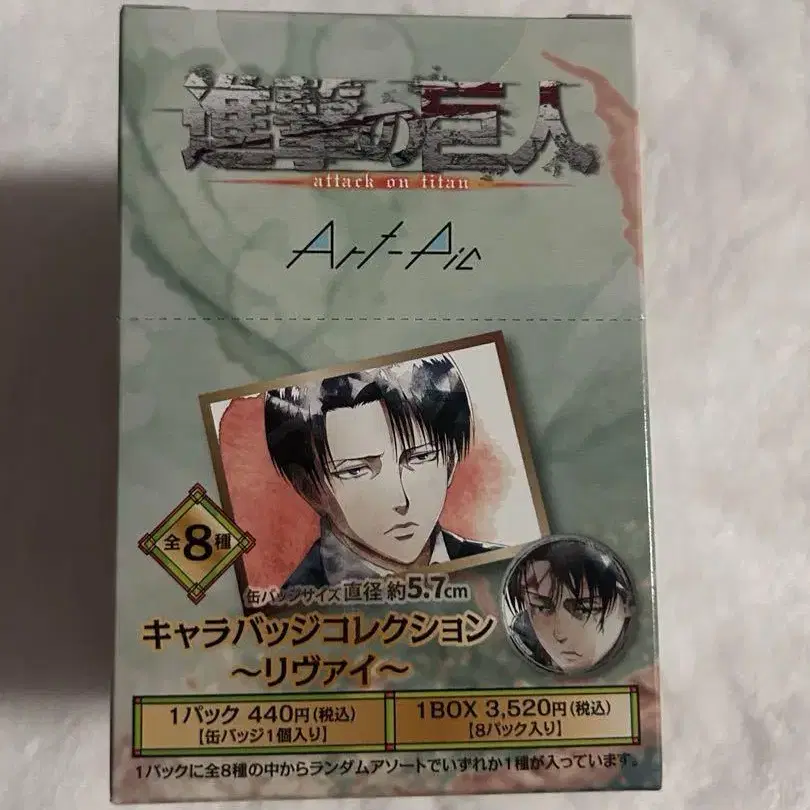 進撃の巨人
attack on titan
Art-Pic
全8種
缶バッジサイズ 直径 約5.7cm
キャラバッジコレクション
～リヴァイ～
1パック 440円(税込)
【缶バッジ1個入り】
1BOX 3,520円(税込)
【8パック入り】
1パックに全8種の中からランダムアソートでいずれか1種が入っています。